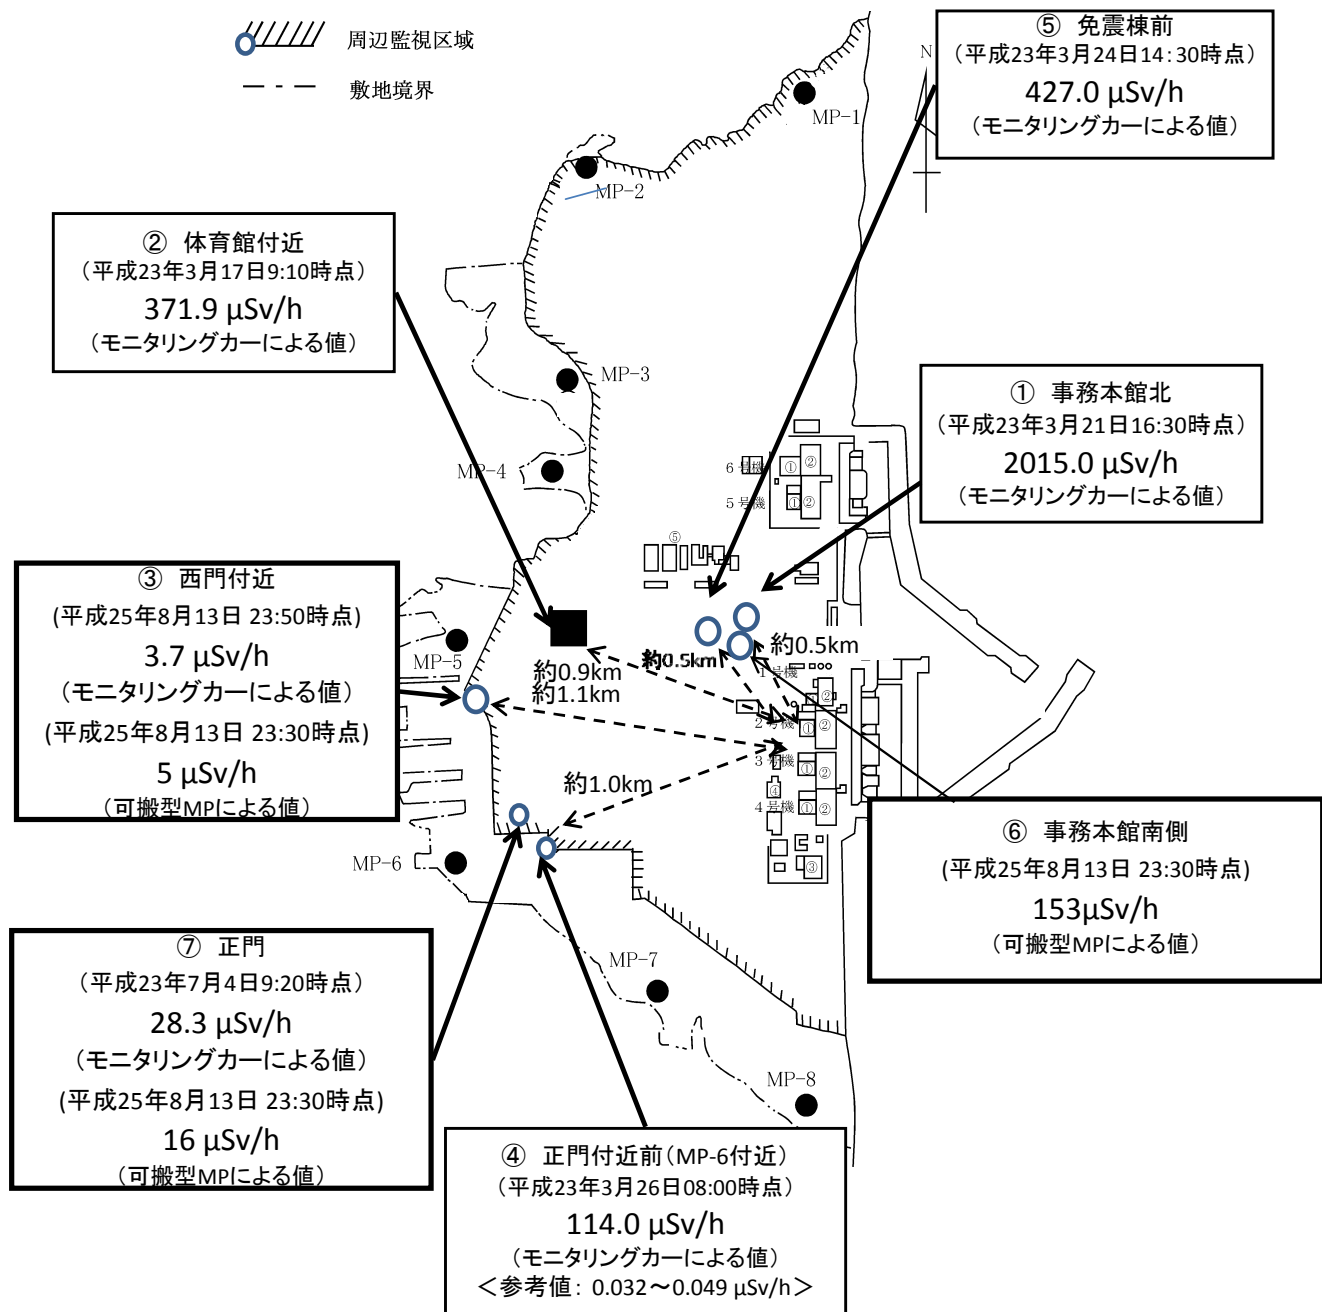 周辺監視区域
敷地境界
⑤ 免震棟前
（平成23年3月24日14:30時点）
427.0 μSv/h
（モニタリングカーによる値）
N
MP-1
MP-2
② 体育館付近
（平成23年3月17日9:10時点）
371.9 μSv/h
（モニタリングカーによる値）
MP-3
① 事務本館北
（平成23年3月21日16:30時点）
2015.0 μSv/h
（モニタリングカーによる値）
MP-4
6号機
①
②
5号機
①
②
⑤
③ 西門付近
(平成25年8月13日 23:50時点)
3.7 μSv/h
（モニタリングカーによる値）
(平成25年8月13日 23:30時点)
5 μSv/h
（可搬型MPによる値）
MP-5
約0.9km
約1.1km
約0.5km
約0.5km
1号機
②
2号機
①
②
3号機
①
②
約1.0km
④
4号機
①
②
③
MP-6
⑥ 事務本館南側
(平成25年8月13日 23:30時点)
153μSv/h
（可搬型MPによる値）
⑦ 正門
（平成23年7月4日9:20時点）
28.3 μSv/h
（モニタリングカーによる値）
(平成25年8月13日 23:30時点)
16 μSv/h
（可搬型MPによる値）
MP-7
MP-8
④ 正門付近前（MP-6付近）
（平成23年3月26日08:00時点）
114.0 μSv/h
（モニタリングカーによる値）
＜参考値：0.032～0.049 μSv/h＞